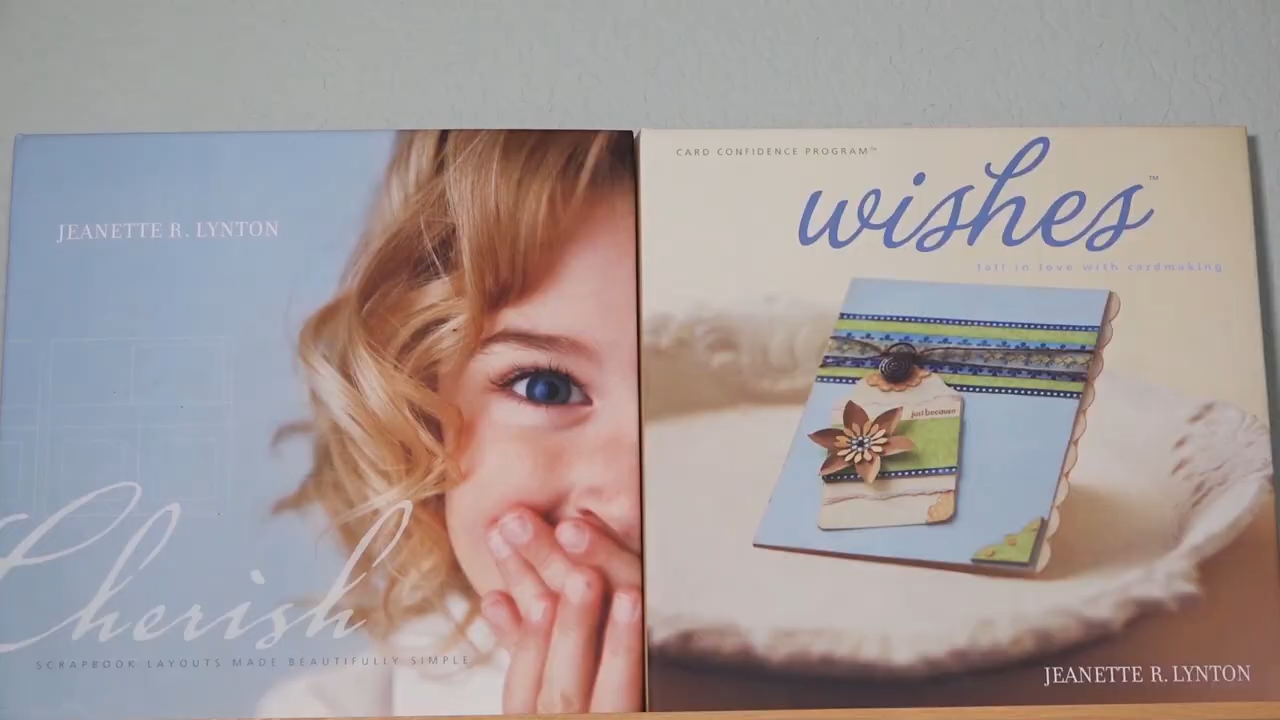 JEANETTE R. LYNTON
Cherish
SCRAPBOOK LAYOUTS MADE BEAUTIFULLY SIMPLE
CARD CONFIDENCE PROGRAM™
wishes™
fall in love with cardmaking
just because
JEANETTE R. LYNTON